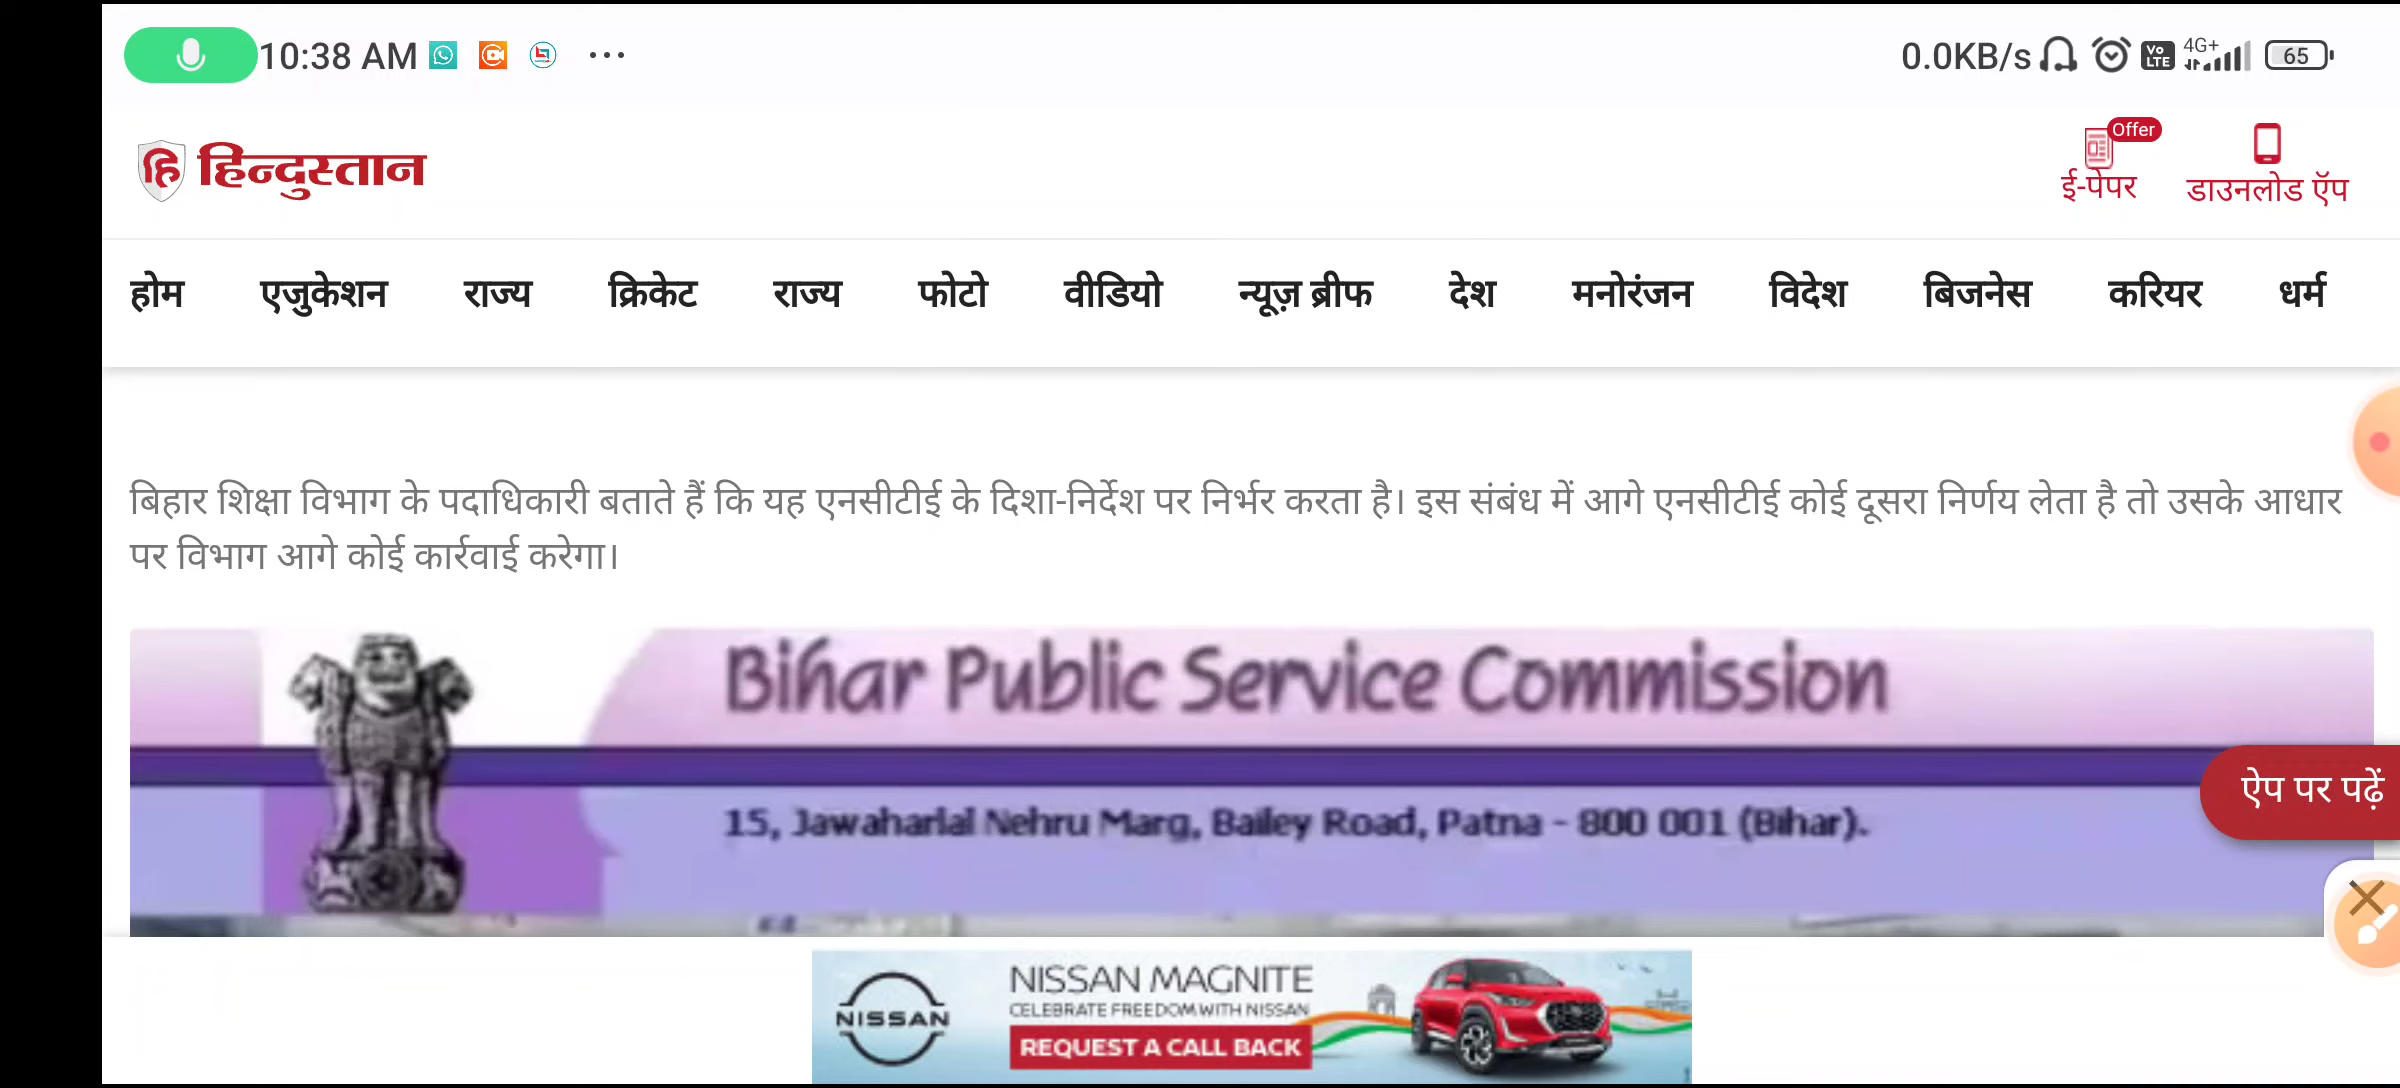 10:38 AM ... 0.0KB/s Vo LTE 4G+ 65
हि हिन्दुस्तान
Offer
ई-पेपर डाउनलोड ऍप
होम एजुकेशन राज्य क्रिकेट राज्य फोटो वीडियो न्यूज़ ब्रीफ देश मनोरंजन विदेश बिजनेस करियर धर्म
बिहार शिक्षा विभाग के पदाधिकारी बताते हैं कि यह एनसीटीई के दिशा-निर्देश पर निर्भर करता है। इस संबंध में आगे एनसीटीई कोई दूसरा निर्णय लेता है तो उसके आधार
पर विभाग आगे कोई कार्रवाई करेगा।
Bihar Public Service Commission
ऐप पर पढ़ें
15, Jawaharlal Nehru Marg, Bailey Road, Patna - 800 001 (Bihar).
NISSAN
NISSAN MAGNITE
CELEBRATE FREEDOM WITH NISSAN
REQUEST A CALL BACK